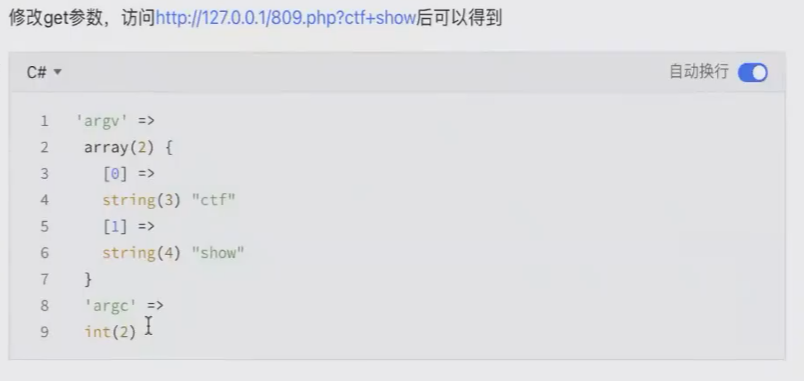 修改get参数，访问http://127.0.0.1/809.php?ctf+show后可以得到
C# 自动换行
1 'argv' =>
2 array(2) {
3 [0] =>
4 string(3) "ctf"
5 [1] =>
6 string(4) "show"
7 }
8 'argc' =>
9 int(2)